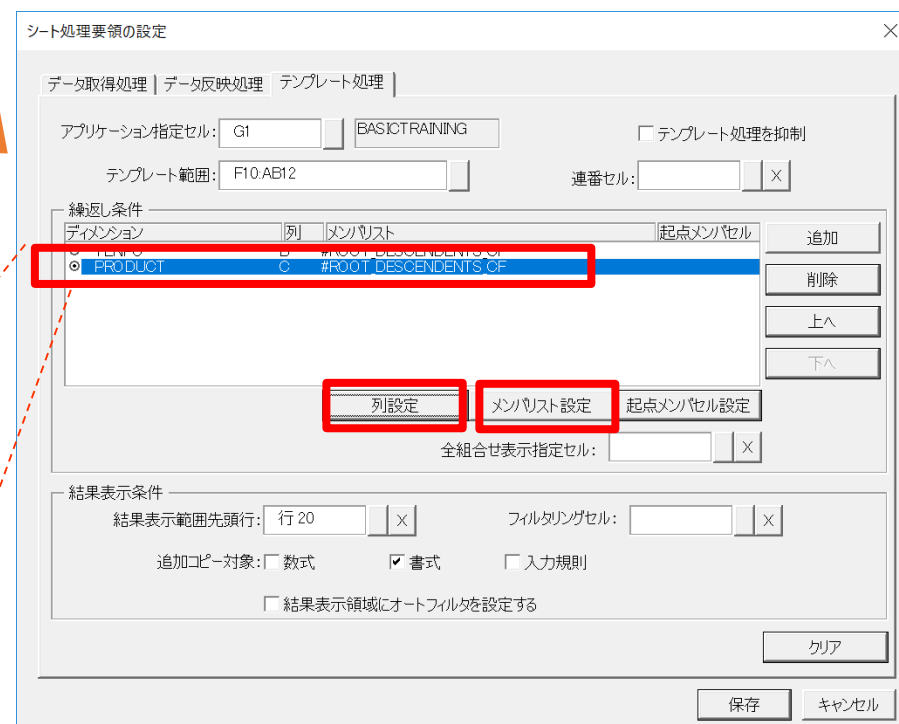 シート処理要領の設定
データ取得処理 データ反映処理 テンプレート処理
アプリケーション指定セル: G1 BASICTRAINING テンプレート処理を抑制
テンプレート範囲: F10:AB12 連番セル: X
繰返し条件
ディメンション 列 メンバリスト 起点メンバセル
#ROOT_DESCENDENTS_CF
PRODUCT C #ROOT_DESCENDENTS_CF
追加
削除
上へ
下へ
列設定 メンバリスト設定 起点メンバセル設定
全組合せ表示指定セル: X
結果表示条件
結果表示範囲先頭行: 行 20 X フィルタリングセル: X
追加コピー対象: 数式 書式 入力規則
結果表示領域にオートフィルタを設定する
クリア
保存 キャンセル